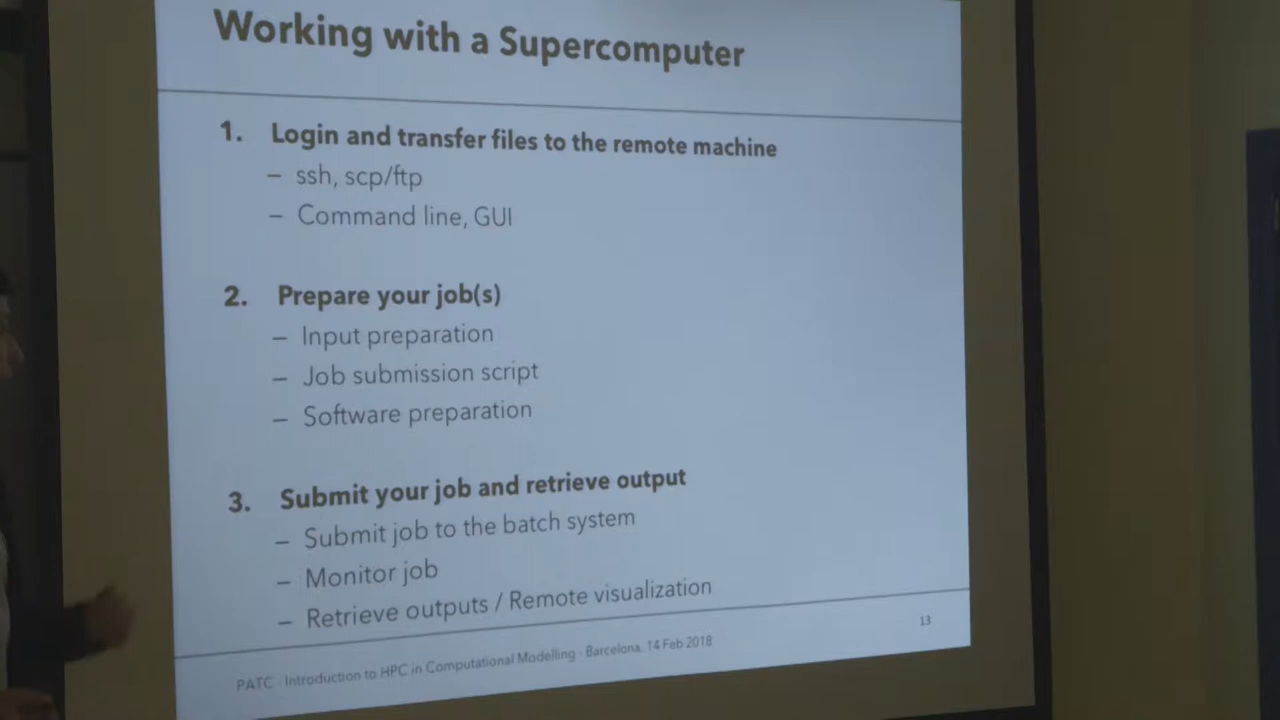 Working with a Supercomputer
1. Login and transfer files to the remote machine
– ssh, scp/ftp
– Command line, GUI
2. Prepare your job(s)
– Input preparation
– Job submission script
– Software preparation
3. Submit your job and retrieve output
– Submit job to the batch system
– Monitor job
– Retrieve outputs / Remote visualization
13
PATC - Introduction to HPC in Computational Modelling - Barcelona, 14 Feb 2018